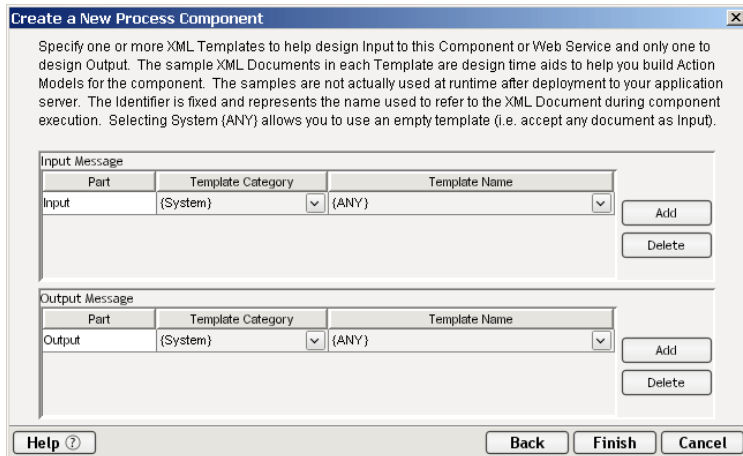 Create a New Process Component
Specify one or more XML Templates to help design Input to this Component or Web Service and only one to
design Output. The sample XML Documents in each Template are design time aids to help you build Action
Models for the component. The samples are not actually used at runtime after deployment to your application
server. The Identifier is fixed and represents the name used to refer to the XML Document during component
execution. Selecting System {ANY} allows you to use an empty template (i.e. accept any document as Input).
Input Message
Part Template Category Template Name
Input {System} {ANY}
Add
Delete
Output Message
Part Template Category Template Name
Output {System} {ANY}
Add
Delete
Help ? Back Finish Cancel